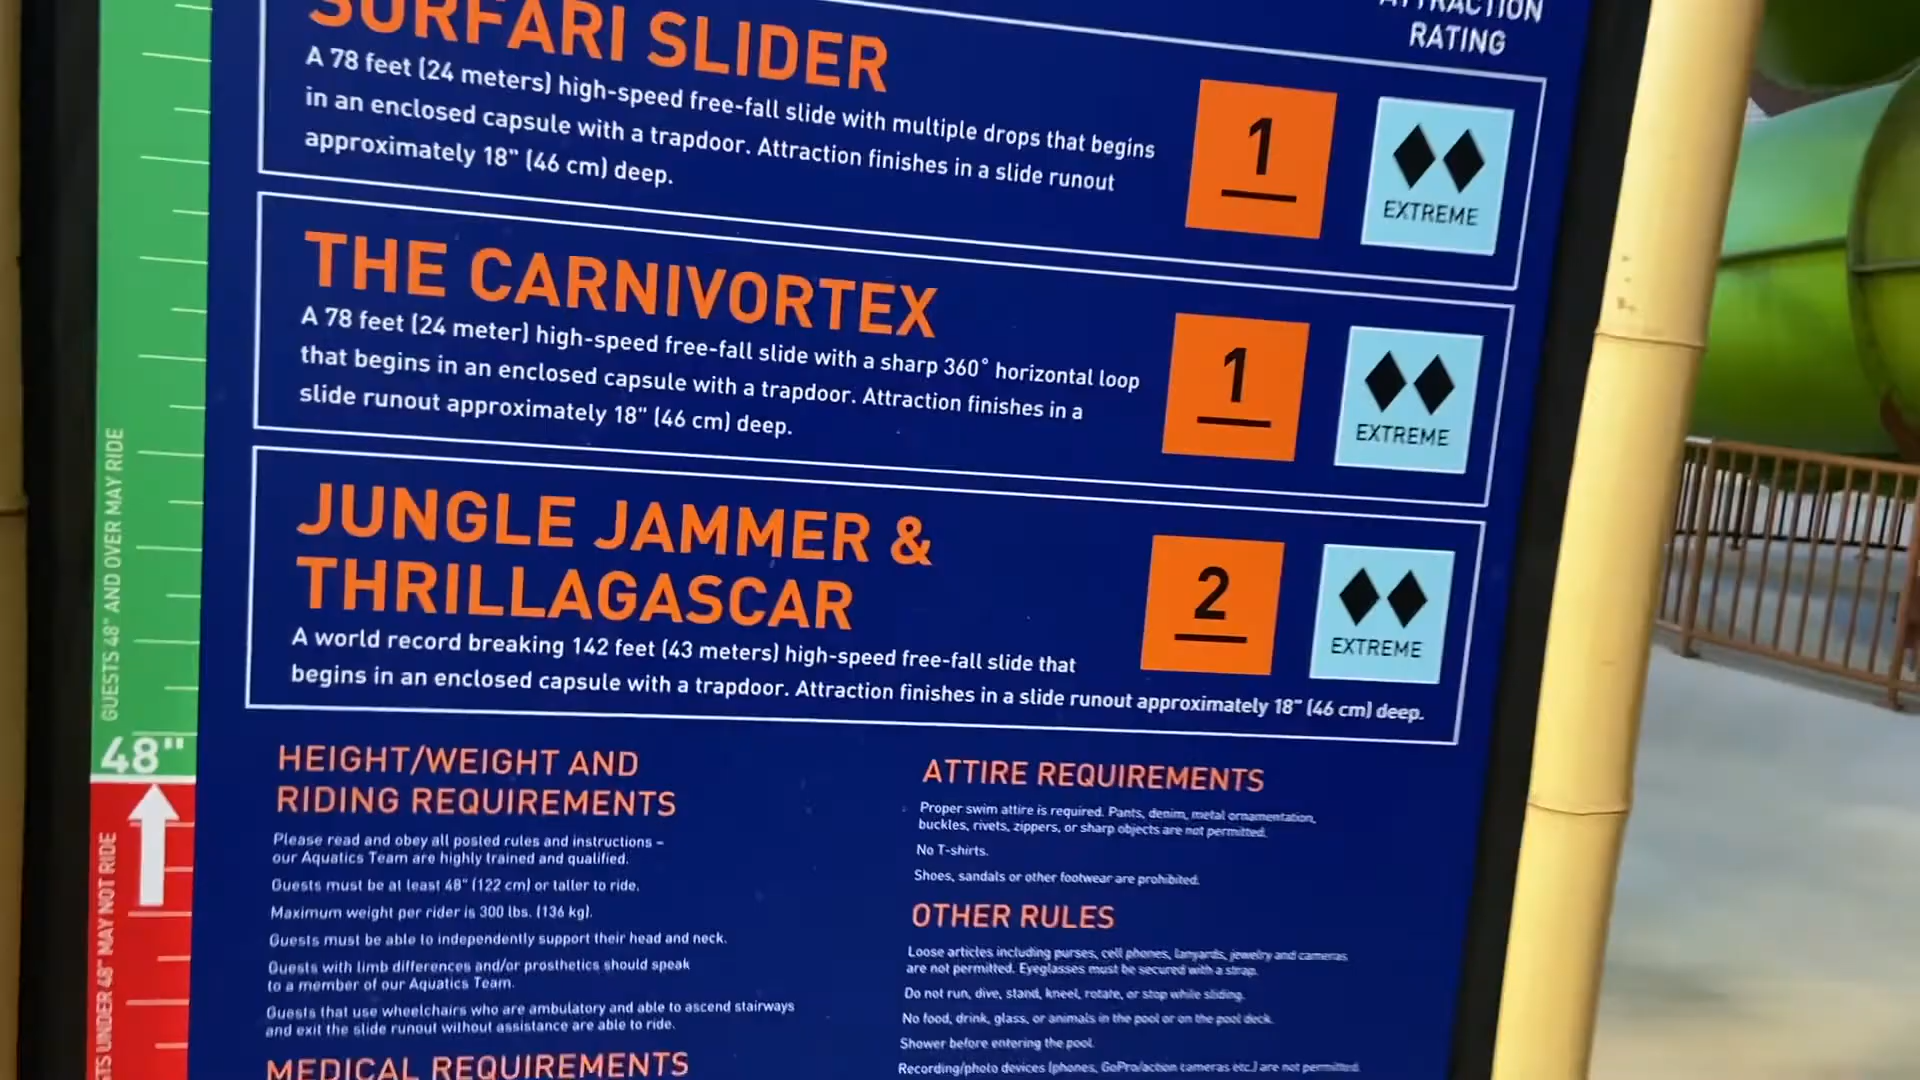 ATTRACTION
RATING
SURFARI SLIDER
A 78 feet (24 meters) high-speed free-fall slide with multiple drops that begins
in an enclosed capsule with a trapdoor. Attraction finishes in a slide runout
approximately 18" (46 cm) deep.
1
EXTREME
THE CARNIVORTEX
A 78 feet (24 meter) high-speed free-fall slide with a sharp 360° horizontal loop
that begins in an enclosed capsule with a trapdoor. Attraction finishes in a
slide runout approximately 18" (46 cm) deep.
1
EXTREME
JUNGLE JAMMER &
THRILLAGASCAR
A world record breaking 142 feet (43 meters) high-speed free-fall slide that
begins in an enclosed capsule with a trapdoor. Attraction finishes in a slide runout approximately 18" (46 cm) deep.
2
EXTREME
GUESTS 48" AND OVER MAY RIDE
48"
UNDER 48" MAY NOT RIDE
HEIGHT/WEIGHT AND
RIDING REQUIREMENTS
Please read and obey all posted rules and instructions –
our Aquatics Team are highly trained and qualified.
Guests must be at least 48" (122 cm) or taller to ride.
Maximum weight per rider is 300 lbs. (136 kg).
Guests must be able to independently support their head and neck.
Guests with limb differences and/or prosthetics should speak
to a member of our Aquatics Team.
Guests that use wheelchairs who are ambulatory and able to ascend stairways
and exit the slide runout without assistance are able to ride.
MEDICAL REQUIREMENTS
ATTIRE REQUIREMENTS
Proper swim attire is required. Pants, denim, metal ornamentation,
buckles, rivets, zippers, or sharp objects are not permitted.
No T-shirts.
Shoes, sandals or other footwear are prohibited.
OTHER RULES
Loose articles including purses, cell phones, lanyards, jewelry and cameras
are not permitted. Eyeglasses must be secured with a strap.
Do not run, dive, stand, kneel, rotate, or stop while sliding.
No food, drink, glass, or animals in the pool or on the pool deck.
Shower before entering the pool.
Recording/photo devices (phones, GoPro/action cameras etc.) are not permitted.